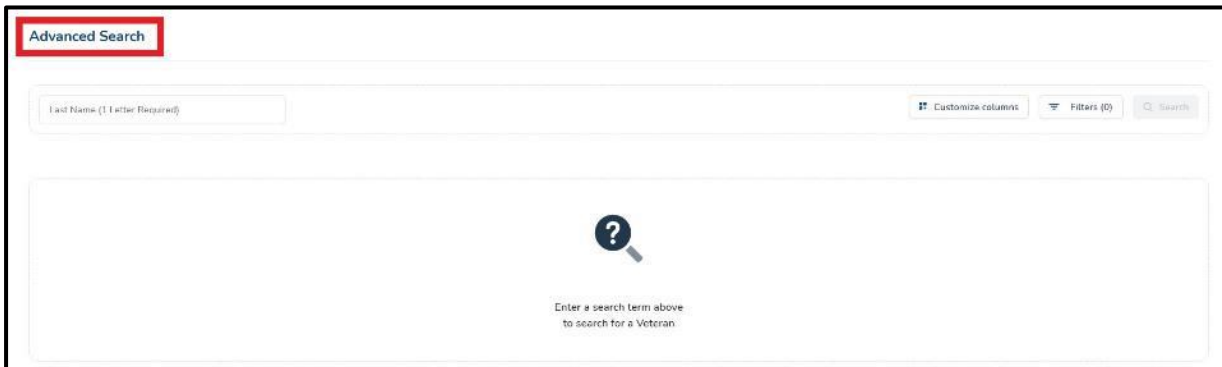 Advanced Search
Last Name (1 Letter Required)
Customize columns
Filters (0)
Search
?
Enter a search term above
to search for a Veteran